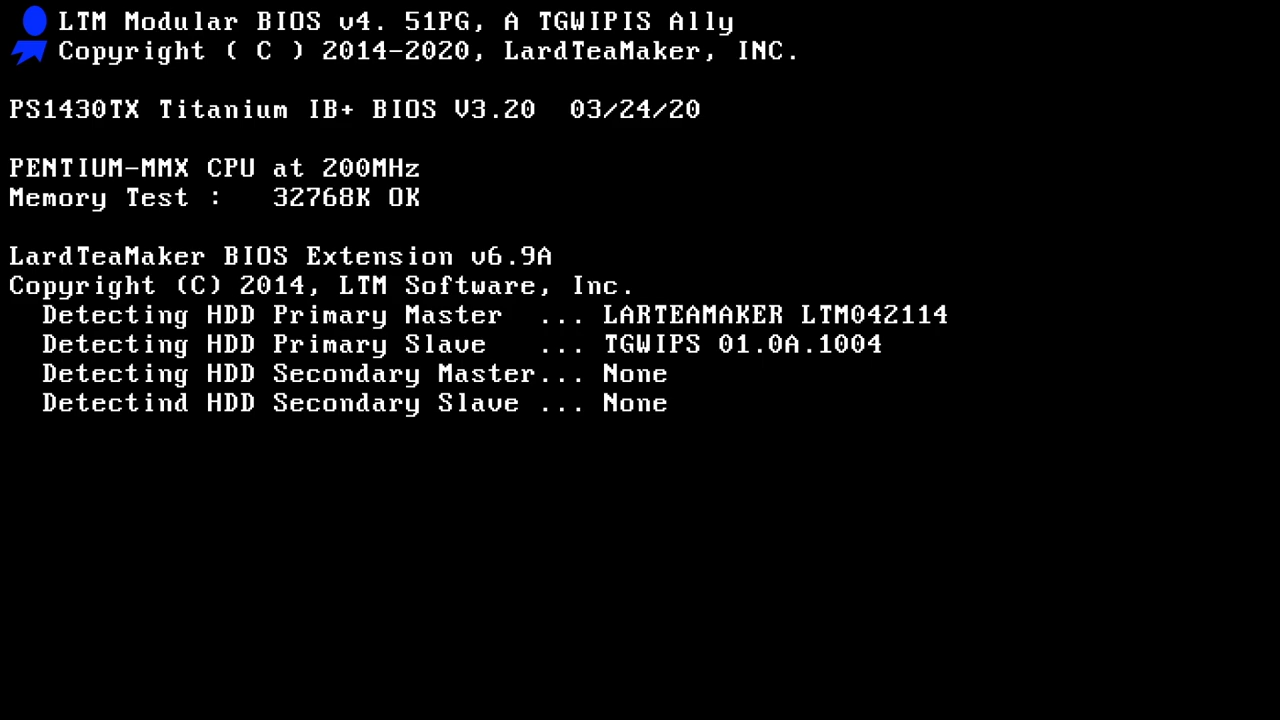 LTM Modular BIOS v4. 51PG, A TGWIPIS Ally
Copyright ( C ) 2014-2020, LardTeaMaker, INC.
PS1430TX Titanium IB+ BIOS V3.20 03/24/20
PENTIUM-MMX CPU at 200MHz
Memory Test : 32768K OK
LardTeaMaker BIOS Extension v6.9A
Copyright (C) 2014, LTM Software, Inc.
Detecting HDD Primary Master ... LARTEAMAKER LTM042114
Detecting HDD Primary Slave ... TGWIPS 01.0A.1004
Detecting HDD Secondary Master... None
Detectind HDD Secondary Slave ... None